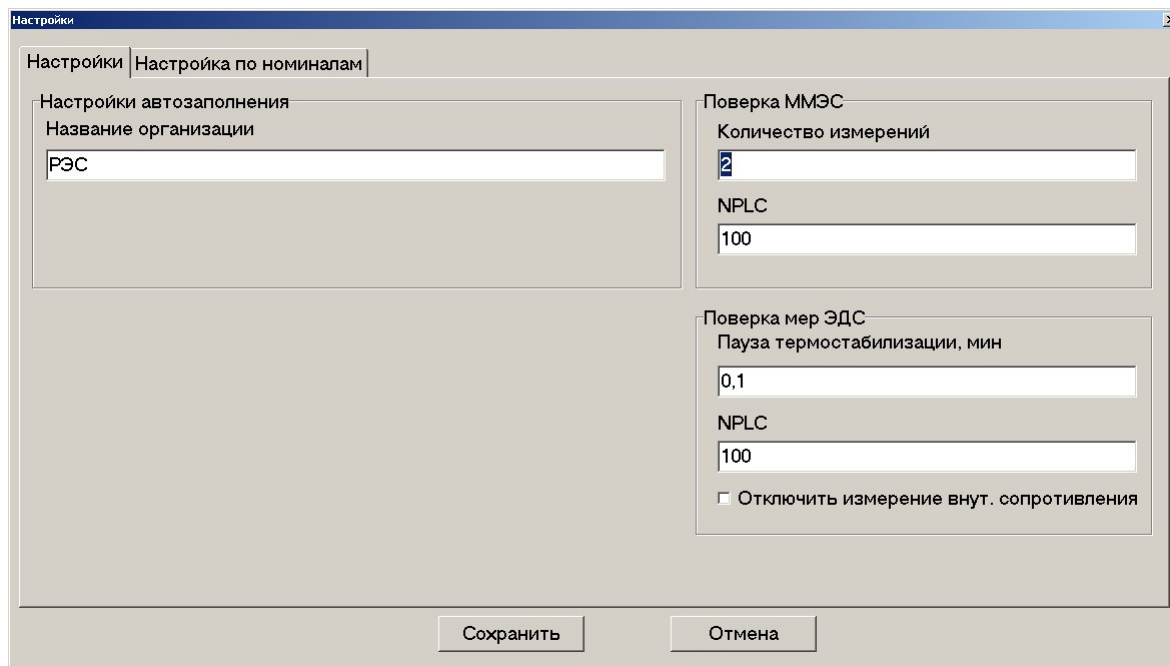 Настройки
Настройки
Настройка по номиналам
Настройки автозаполнения
Название организации
РЭС
Поверка ММЭС
Количество измерений
2
NPLC
100
Поверка мер ЭДС
Пауза термостабилизации, мин
0,1
NPLC
100
Отключить измерение внут. сопротивления
Сохранить
Отмена